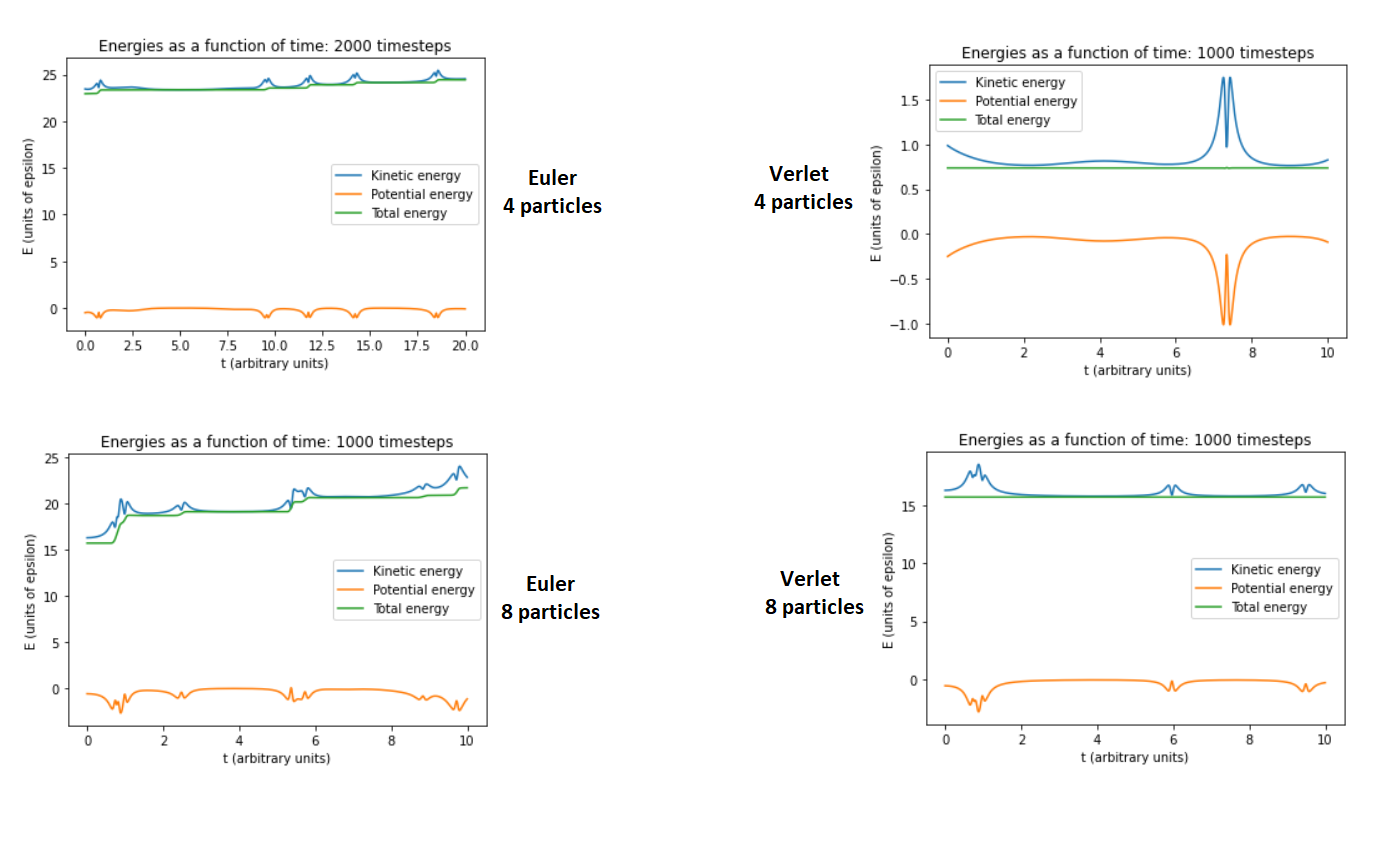 Energies as a function of time: 2000 timesteps
25
20
15
10
5
0
E (units of epsilon)
Kinetic energy
Potential energy
Total energy
0.0 2.5 5.0 7.5 10.0 12.5 15.0 17.5 20.0
t (arbitrary units)
Euler
4 particles
Verlet
4 particles
Energies as a function of time: 1000 timesteps
Kinetic energy
Potential energy
Total energy
1.5
1.0
0.5
0.0
−0.5
−1.0
E (units of epsilon)
0 2 4 6 8 10
t (arbitrary units)
Energies as a function of time: 1000 timesteps
25
20
15
10
5
0
E (units of epsilon)
Kinetic energy
Potential energy
Total energy
0 2 4 6 8 10
t (arbitrary units)
Euler
8 particles
Verlet
8 particles
Energies as a function of time: 1000 timesteps
15
10
5
0
E (units of epsilon)
Kinetic energy
Potential energy
Total energy
0 2 4 6 8 10
t (arbitrary units)